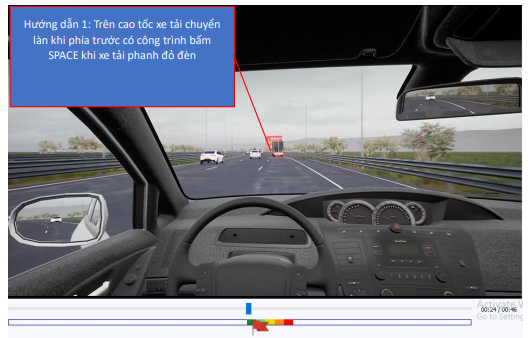 Hướng dẫn 1: Trên cao tốc xe tải chuyển
làn khi phía trước có công trình bấm
SPACE khi xe tải phanh đỏ đèn
Activate
00:24 / 00:46
Go to Setting